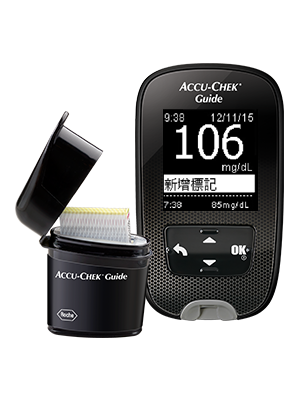 ACCU-CHEK®
Guide
9:38 12/11/15
106
mg/dL
新增標記
7:38 85mg/dL
OK
ACCU-CHEK® Guide
Roche